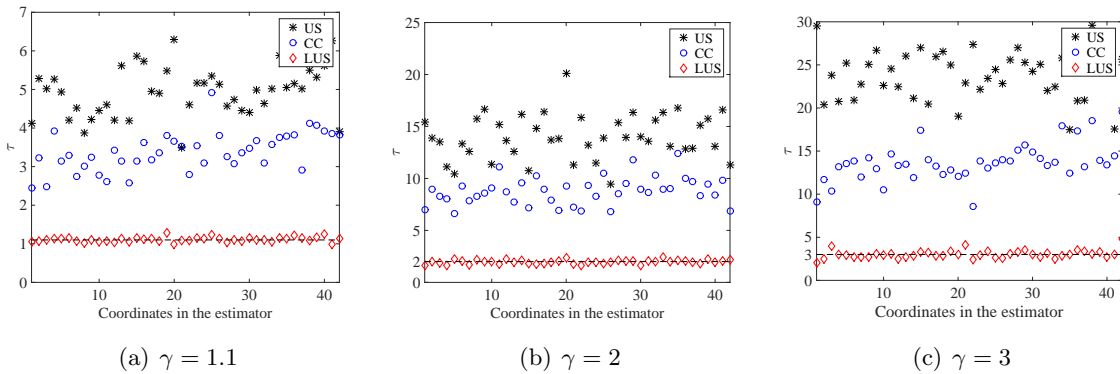 7
6
5
4
3
2
1
0
τ
10
20
30
40
Coordinates in the estimator
US
CC
LUS
(a) γ = 1.1
25
20
15
10
5
2
0
τ
10
20
30
40
Coordinates in the estimator
US
CC
LUS
(b) γ = 2
30
25
20
15
10
5
3
0
τ
10
20
30
40
Coordinates in the estimator
US
CC
LUS
(c) γ = 3